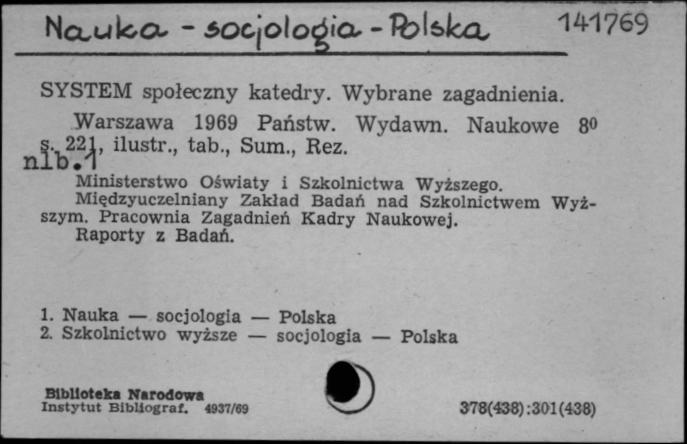 Nauka - socjologia - Polska 141769
SYSTEM społeczny katedry. Wybrane zagadnienia.
Warszawa 1969 Państw. Wydawn. Naukowe 8⁰
s. 221, ilustr., tab., Sum., Rez.
nlb.1
Ministerstwo Oświaty i Szkolnictwa Wyższego.
Międzyuczelniany Zakład Badań nad Szkolnictwem Wyż-
szym. Pracownia Zagadnień Kadry Naukowej.
Raporty z Badań.
1. Nauka — socjologia — Polska
2. Szkolnictwo wyższe — socjologia — Polska
Biblioteka Narodowa
Instytut Bibliograf. 4937/69 378(438):301(438)